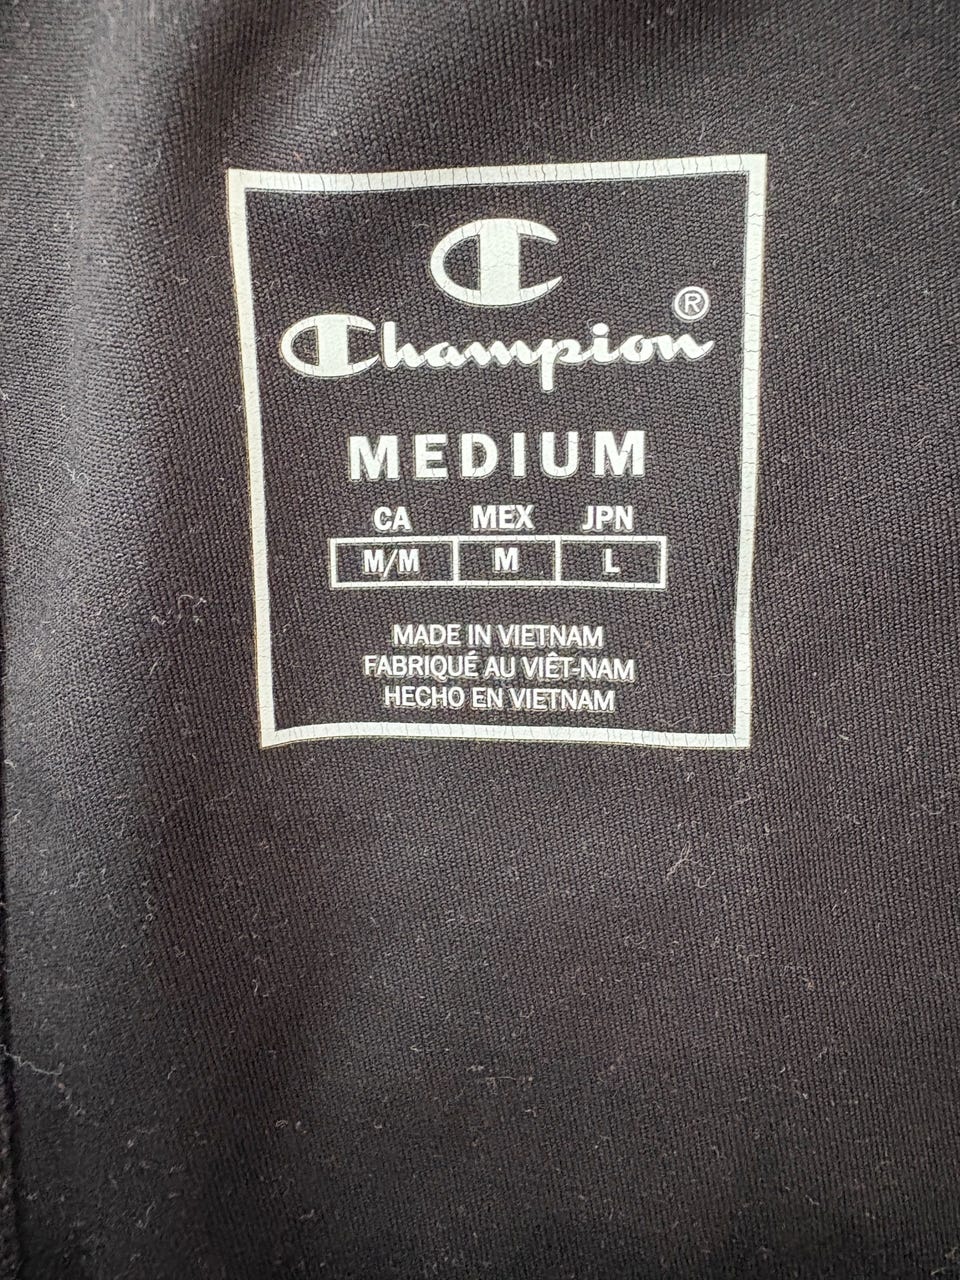 Champion®
MEDIUM
CA MEX JPN
M/M M L
MADE IN VIETNAM
FABRIQUÉ AU VIÊT-NAM
HECHO EN VIETNAM